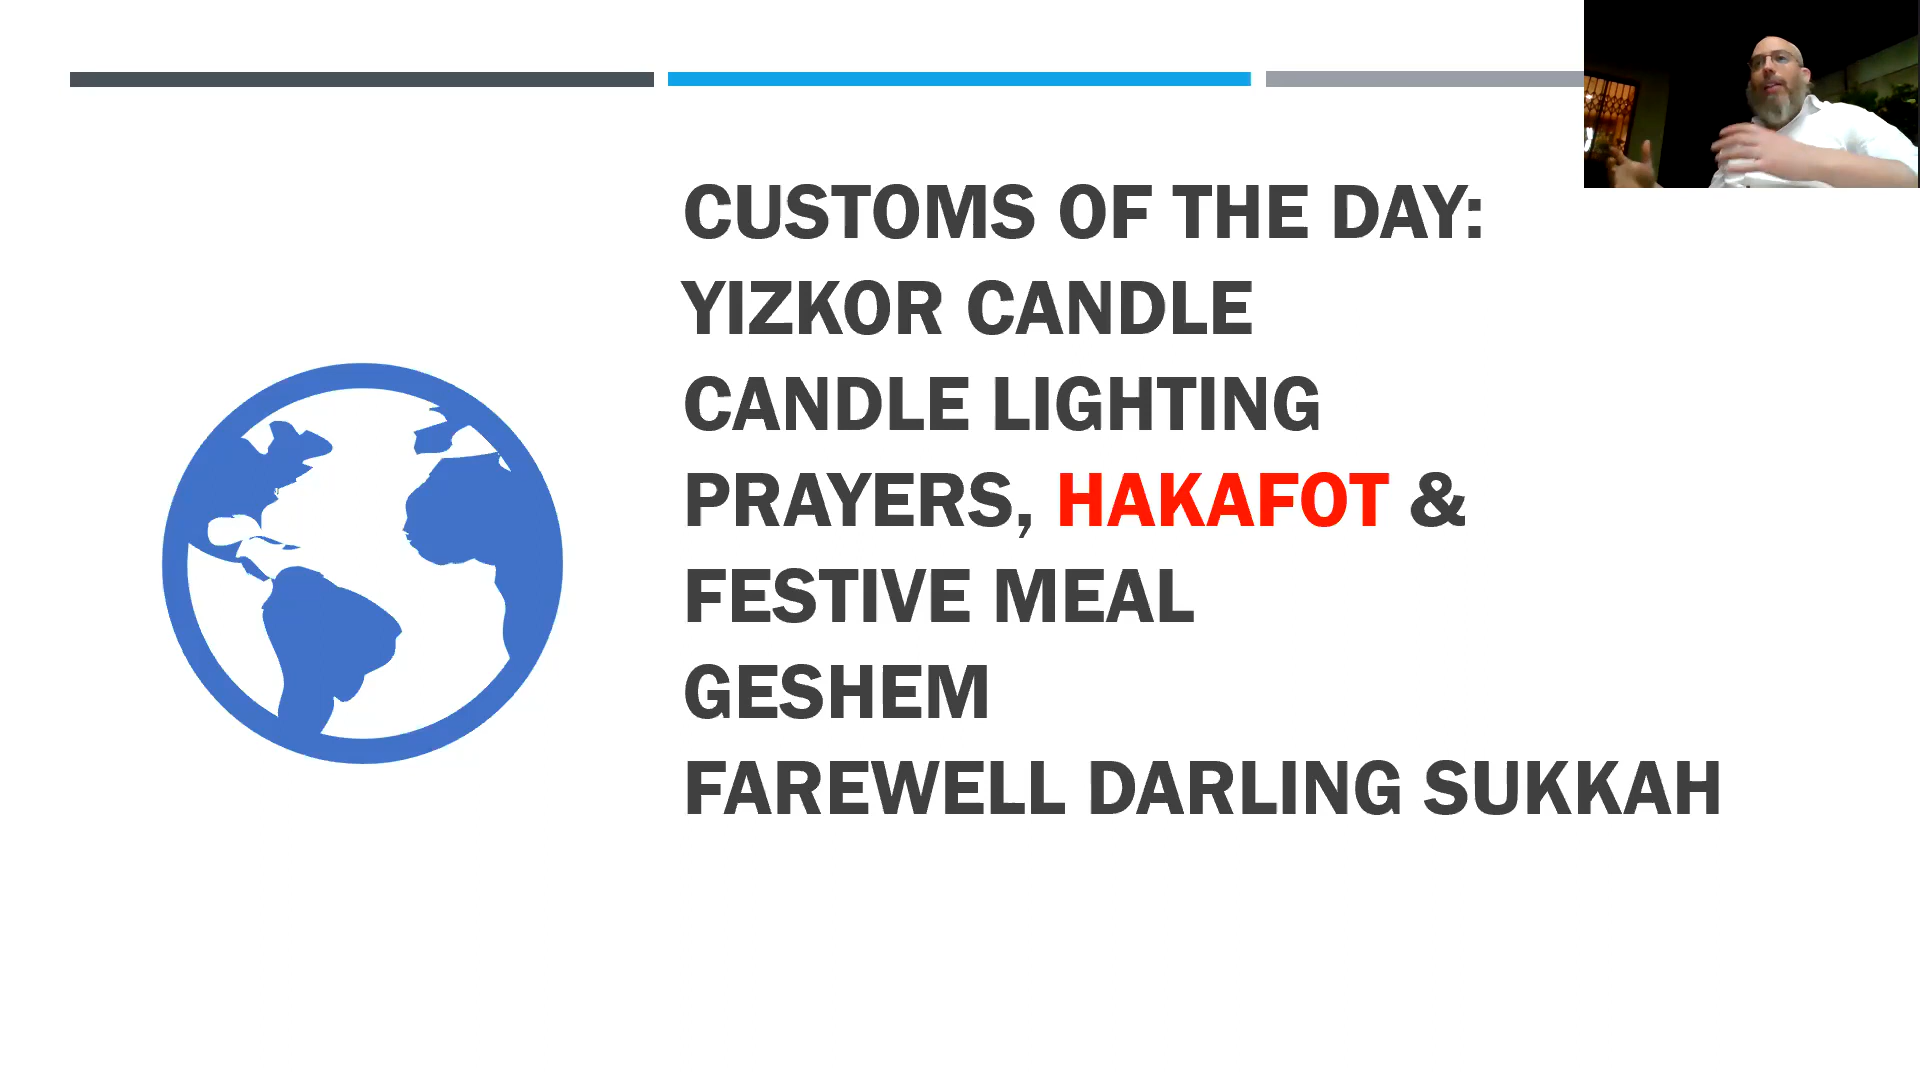 CUSTOMS OF THE DAY:
YIZKOR CANDLE
CANDLE LIGHTING
PRAYERS, HAKAFOT &
FESTIVE MEAL
GESHEM
FAREWELL DARLING SUKKAH